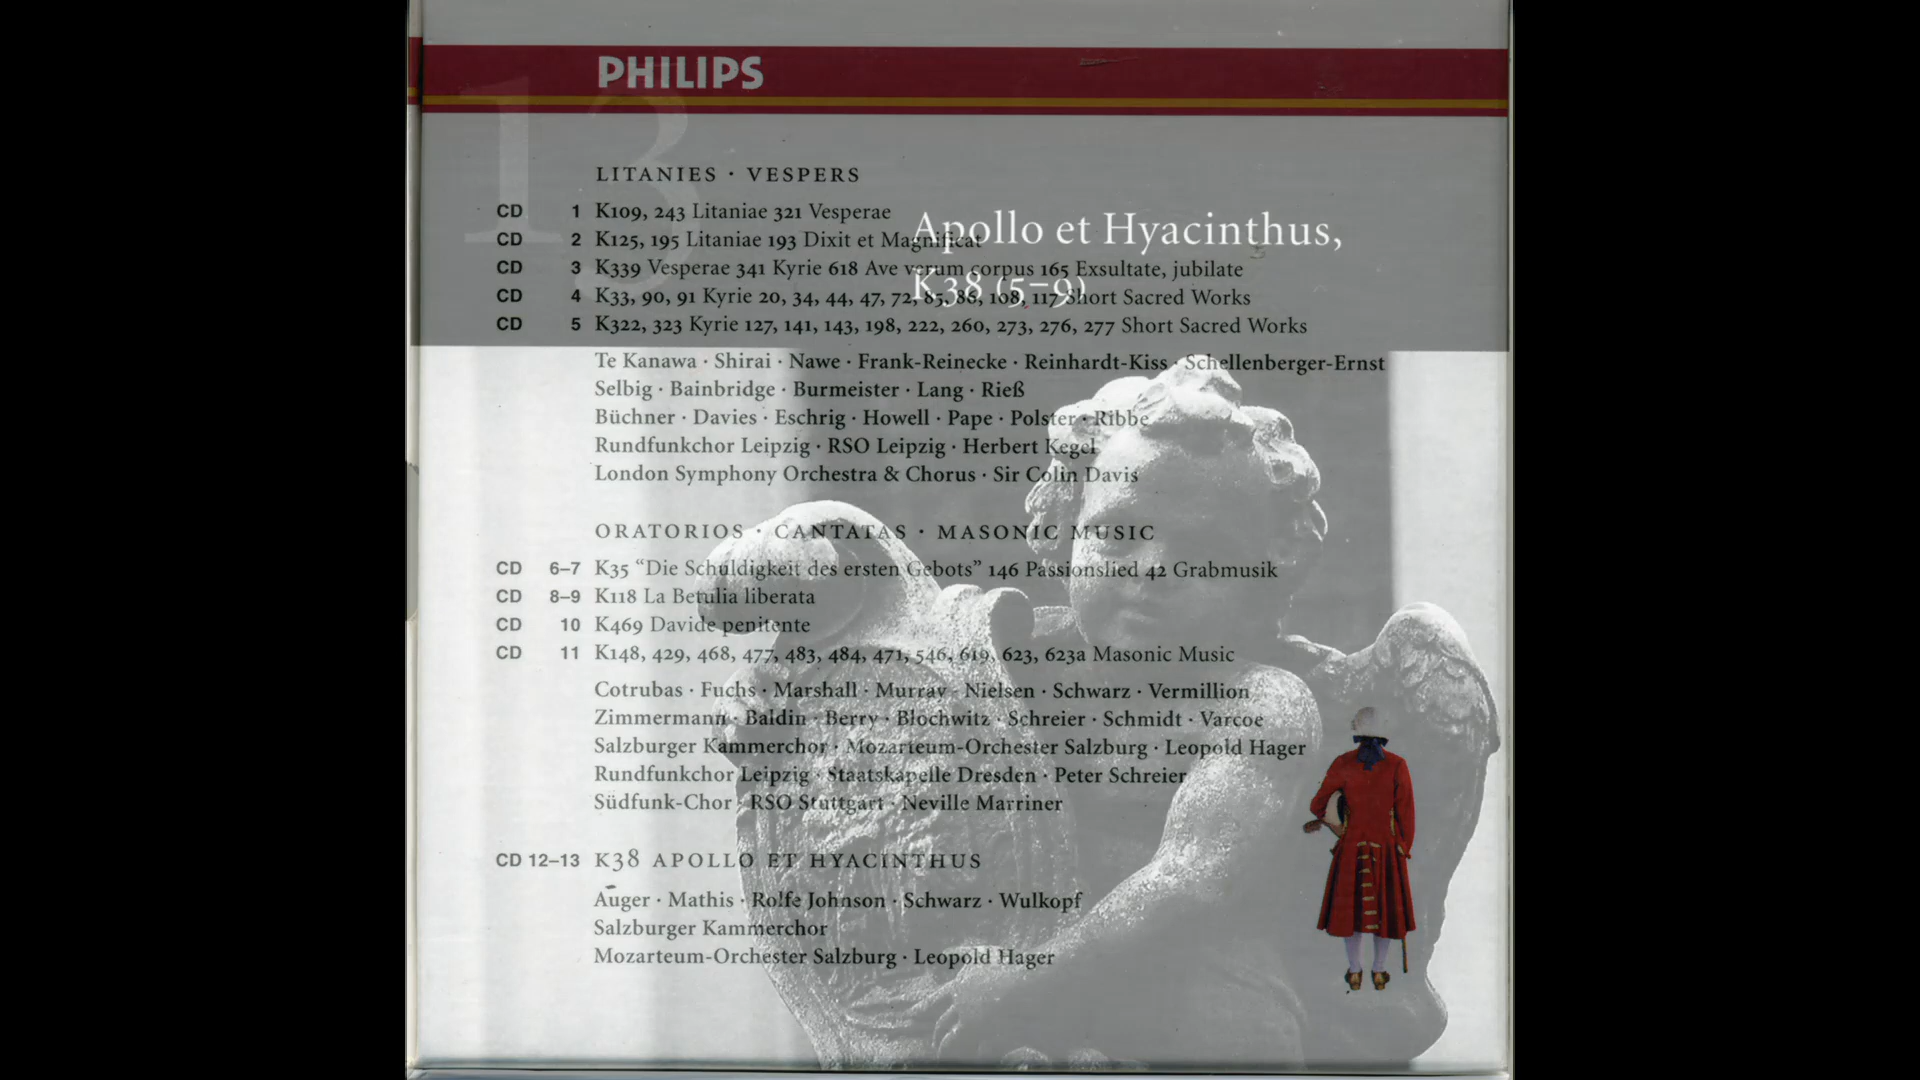 PHILIPS
13
LITANIES · VESPERS
CD 1 K109, 243 Litaniae 321 Vesperae
CD 2 K125, 195 Litaniae 193 Dixit et Magnificat
CD 3 K339 Vesperae 341 Kyrie 618 Ave verum corpus 165 Exsultate, jubilate
CD 4 K33, 90, 91 Kyrie 20, 34, 44, 47, 72, 85, 86, 108, 117 Short Sacred Works
CD 5 K322, 323 Kyrie 127, 141, 143, 198, 222, 260, 273, 276, 277 Short Sacred Works
Apollo et Hyacinthus,
K38 (5–9)
Te Kanawa · Shirai · Nawe · Frank-Reinecke · Reinhardt-Kiss · Schellenberger-Ernst
Selbig · Bainbridge · Burmeister · Lang · Rieß
Büchner · Davies · Eschrig · Howell · Pape · Polster · Ribbe
Rundfunkchor Leipzig · RSO Leipzig · Herbert Kegel
London Symphony Orchestra & Chorus · Sir Colin Davis
ORATORIOS · CANTATAS · MASONIC MUSIC
CD 6–7 K35 “Die Schuldigkeit des ersten Gebots” 146 Passionslied 42 Grabmusik
CD 8–9 K118 La Betulia liberata
CD 10 K469 Davide penitente
CD 11 K148, 429, 468, 477, 483, 484, 471, 546, 619, 623, 623a Masonic Music
Cotrubas · Fuchs · Marshall · Murray · Nielsen · Schwarz · Vermillion
Zimmermann · Baldin · Berry · Blochwitz · Schreier · Schmidt · Varcoe
Salzburger Kammerchor · Mozarteum-Orchester Salzburg · Leopold Hager
Rundfunkchor Leipzig · Staatskapelle Dresden · Peter Schreier
Südfunk-Chor · RSO Stuttgart · Neville Marriner
CD 12–13 K38 APOLLO ET HYACINTHUS
Auger · Mathis · Rolfe Johnson · Schwarz · Wulkopf
Salzburger Kammerchor
Mozarteum-Orchester Salzburg · Leopold Hager